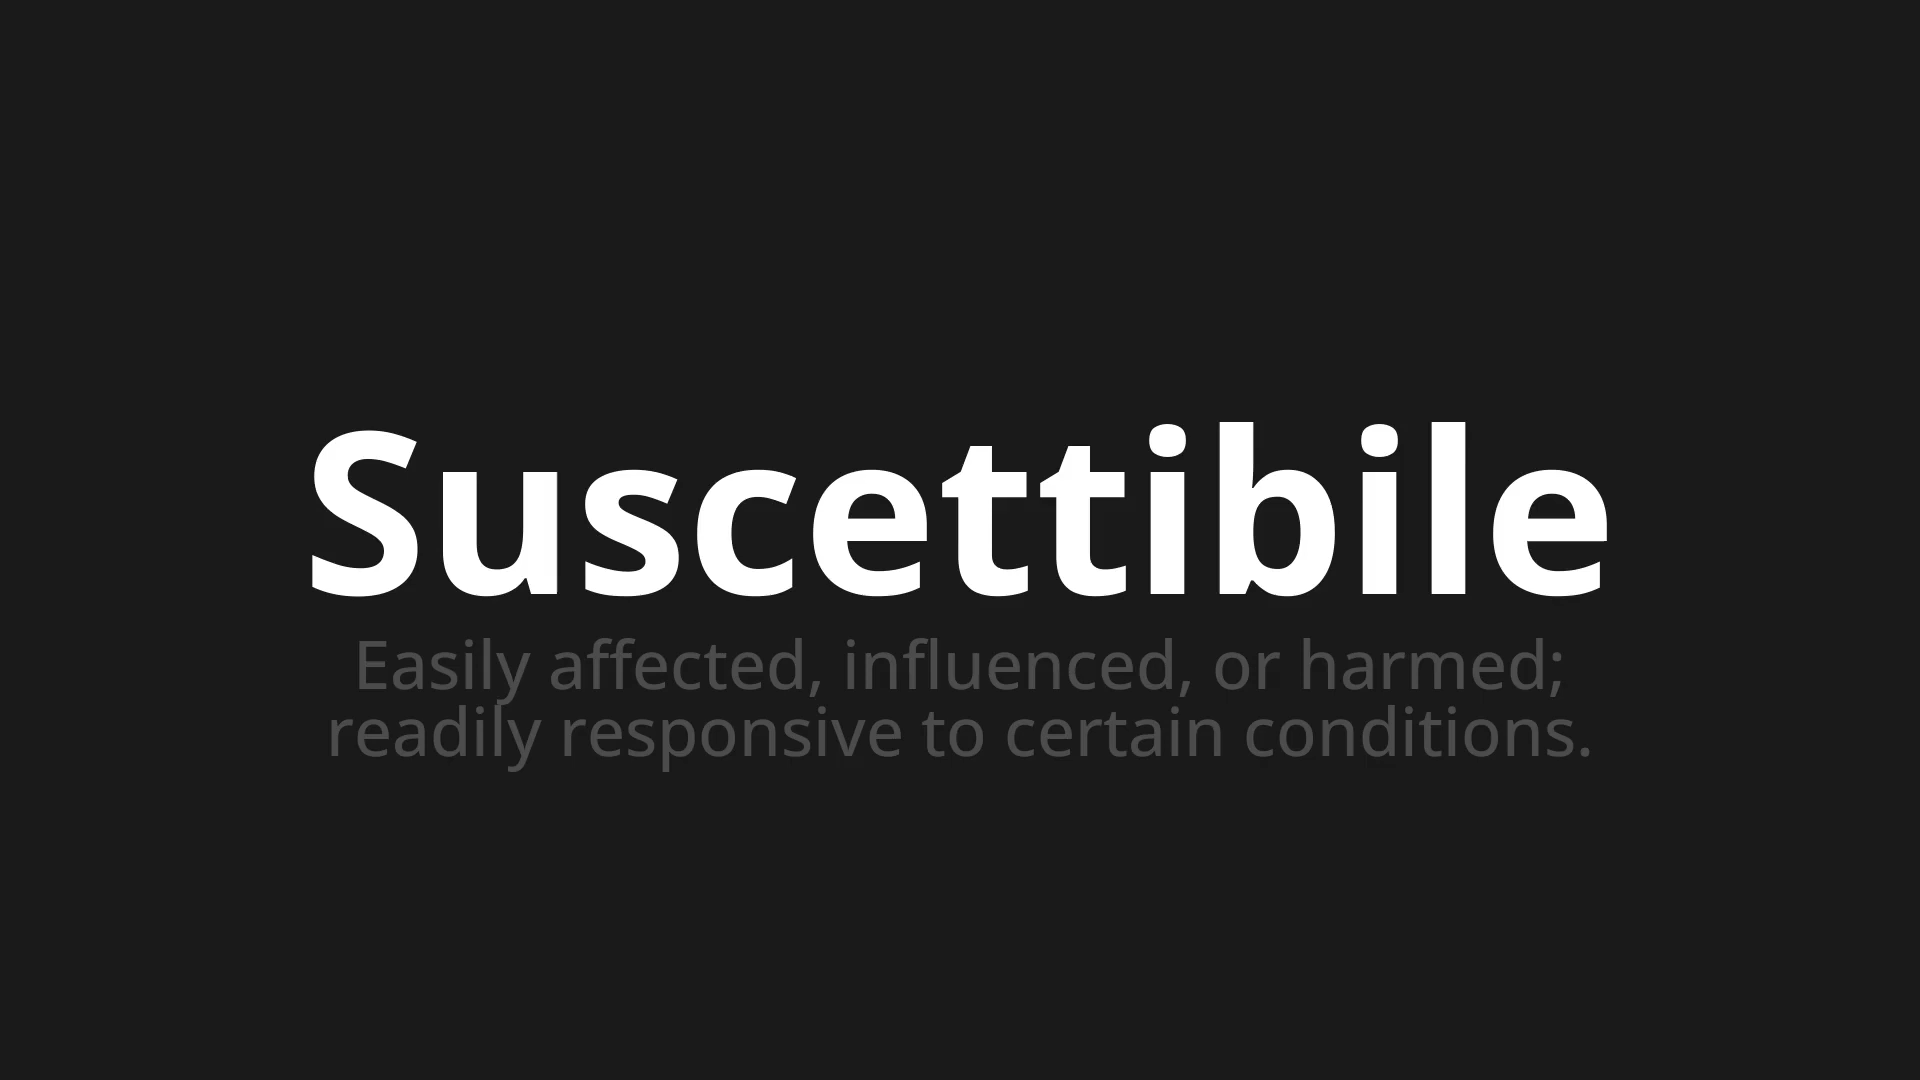 Suscettibile
Easily affected, influenced, or harmed;
readily responsive to certain conditions.